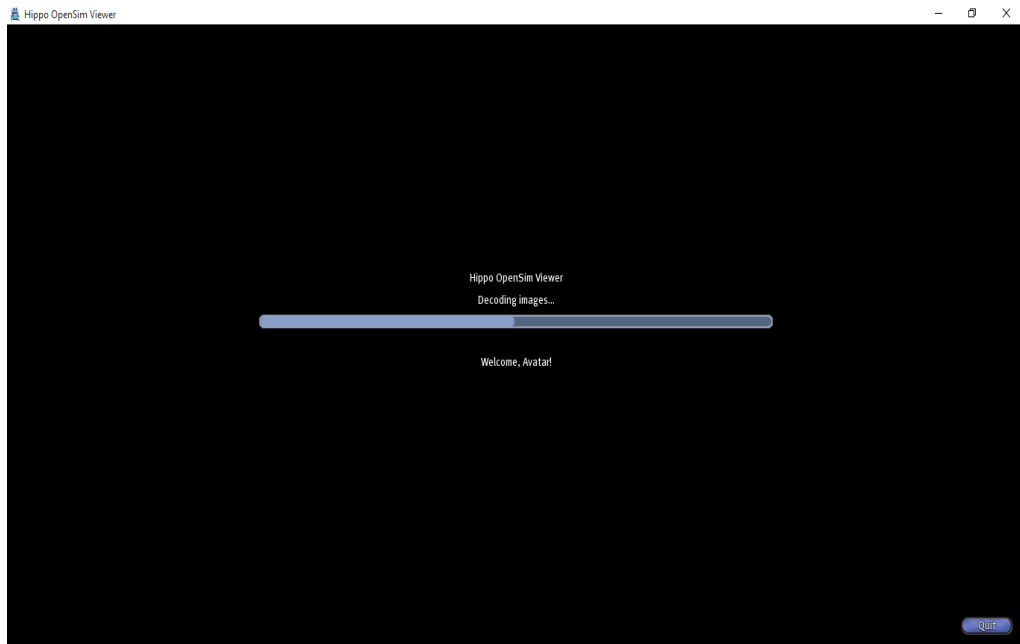 Hippo OpenSim Viewer
Hippo OpenSim Viewer
Decoding images...
Welcome, Avatar!
Quit